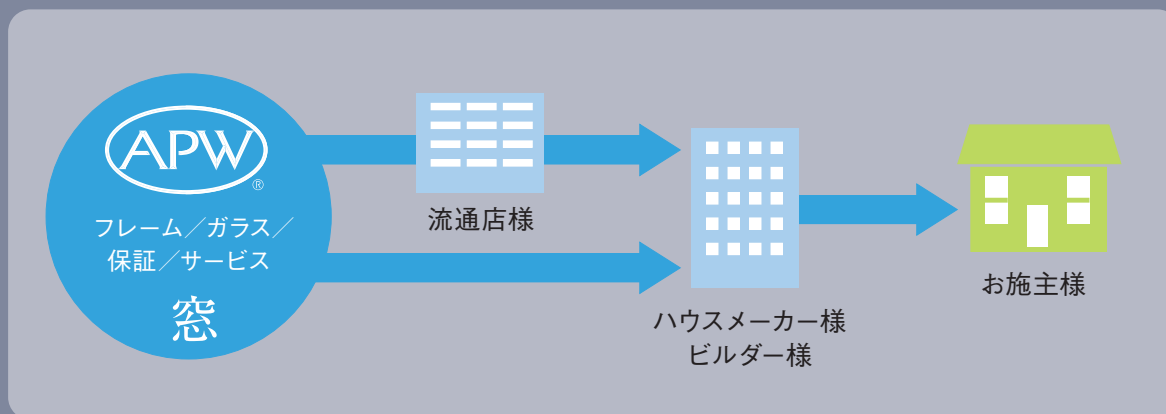 APW®
フレーム／ガラス／
保証／サービス
窓
流通店様
ハウスメーカー様
ビルダー様
お施主様